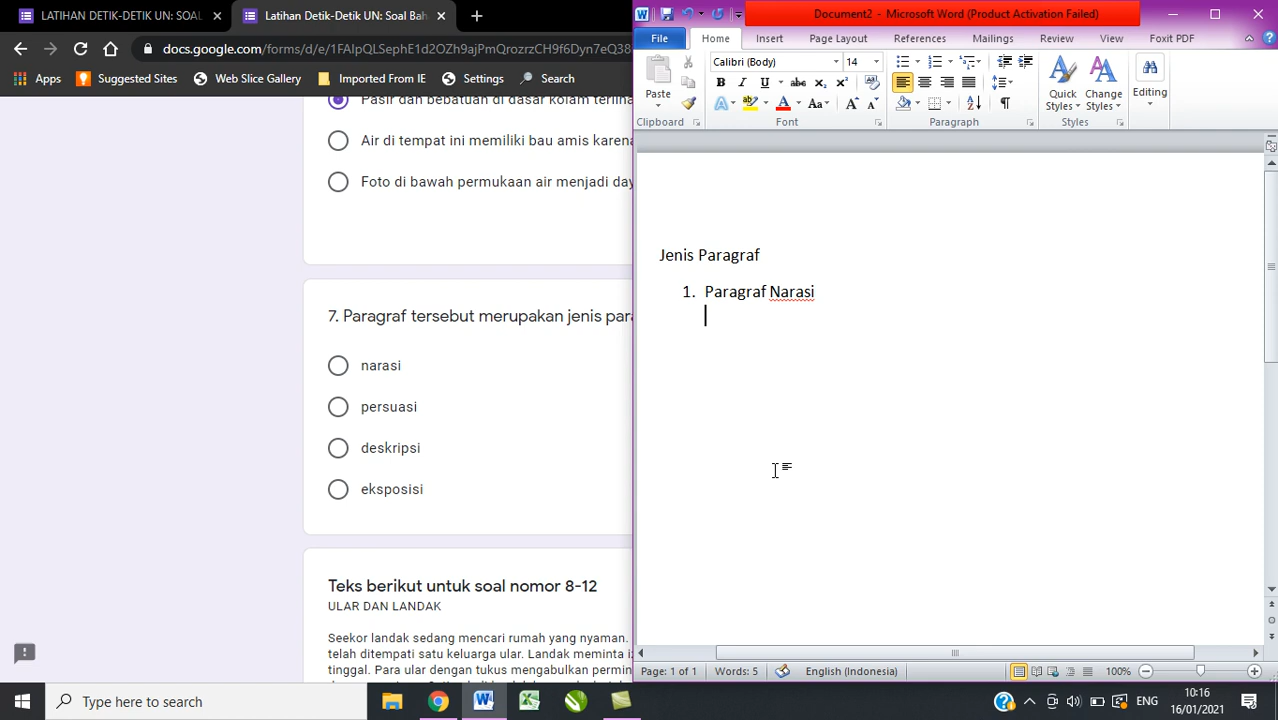 LATIHAN DETIK-DETIK UN: SOAL
Latihan Detik-Detik UN: Soal Bah
docs.google.com/forms/d/e/1FAIpQLSephE1d2OZh9ajPmQrozrzCH9f6Dyn7eQ38
Apps
Suggested Sites
Web Slice Gallery
Imported From IE
Settings
Search
Pasir dan bebatuan di dasar kolam terlina
Air di tempat ini memiliki bau amis karena
Foto di bawah permukaan air menjadi day
7. Paragraf tersebut merupakan jenis para
narasi
persuasi
deskripsi
eksposisi
Teks berikut untuk soal nomor 8-12
ULAR DAN LANDAK
Seekor landak sedang mencari rumah yang nyaman.
telah ditempati satu keluarga ular. Landak meminta iz
tinggal. Para ular dengan tukus mengabulkan permin
Document2 - Microsoft Word (Product Activation Failed)
File
Home
Insert
Page Layout
References
Mailings
Review
View
Foxit PDF
Paste
Clipboard
Calibri (Body)
14
Font
Paragraph
Quick Styles
Change Styles
Styles
Editing
Jenis Paragraf
1. Paragraf Narasi
Page: 1 of 1
Words: 5
English (Indonesia)
100%
Type here to search
ENG
10:16
16/01/2021